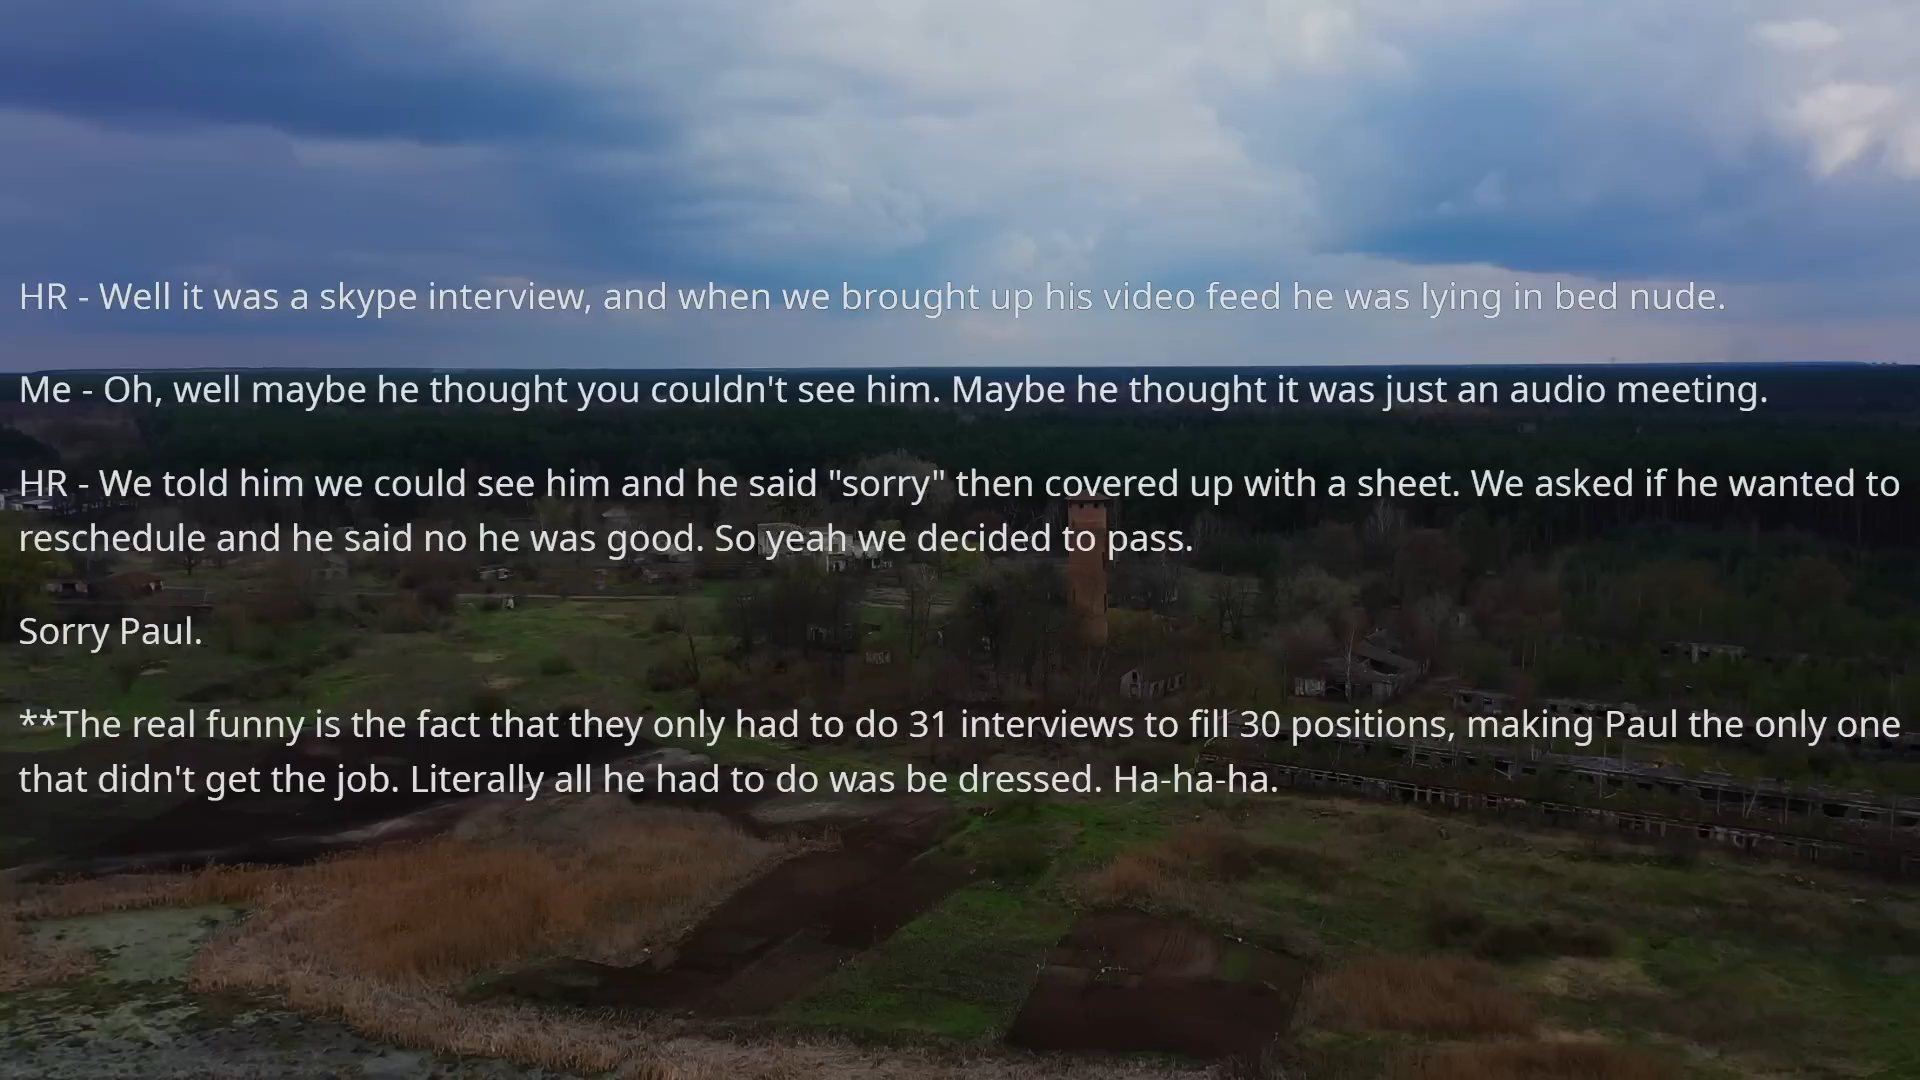 HR - Well it was a skype interview, and when we brought up his video feed he was lying in bed nude.
Me - Oh, well maybe he thought you couldn't see him. Maybe he thought it was just an audio meeting.
HR - We told him we could see him and he said "sorry" then covered up with a sheet. We asked if he wanted to
reschedule and he said no he was good. So yeah we decided to pass.
Sorry Paul.
**The real funny is the fact that they only had to do 31 interviews to fill 30 positions, making Paul the only one
that didn't get the job. Literally all he had to do was be dressed. Ha-ha-ha.